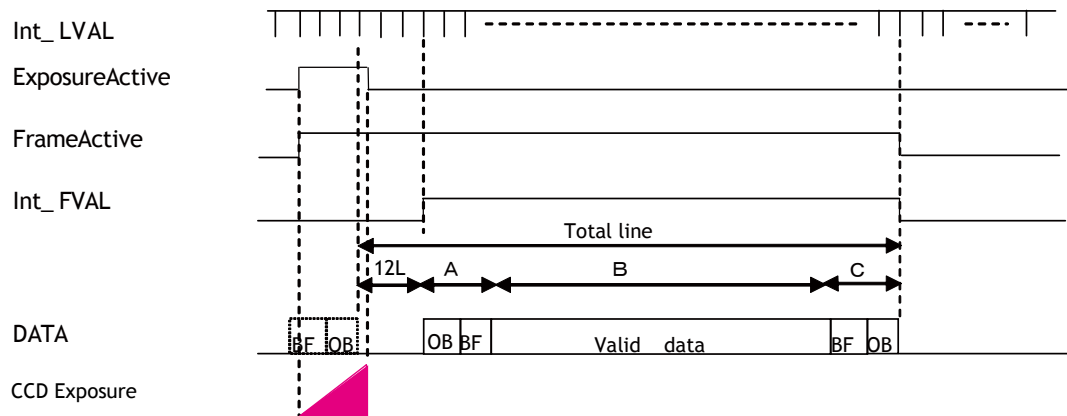 Int_ LVAL
ExposureActive
FrameActive
Int_ FVAL
Total line
12L A B C
DATA BF OB OB BF Valid data BF OB
CCD Exposure